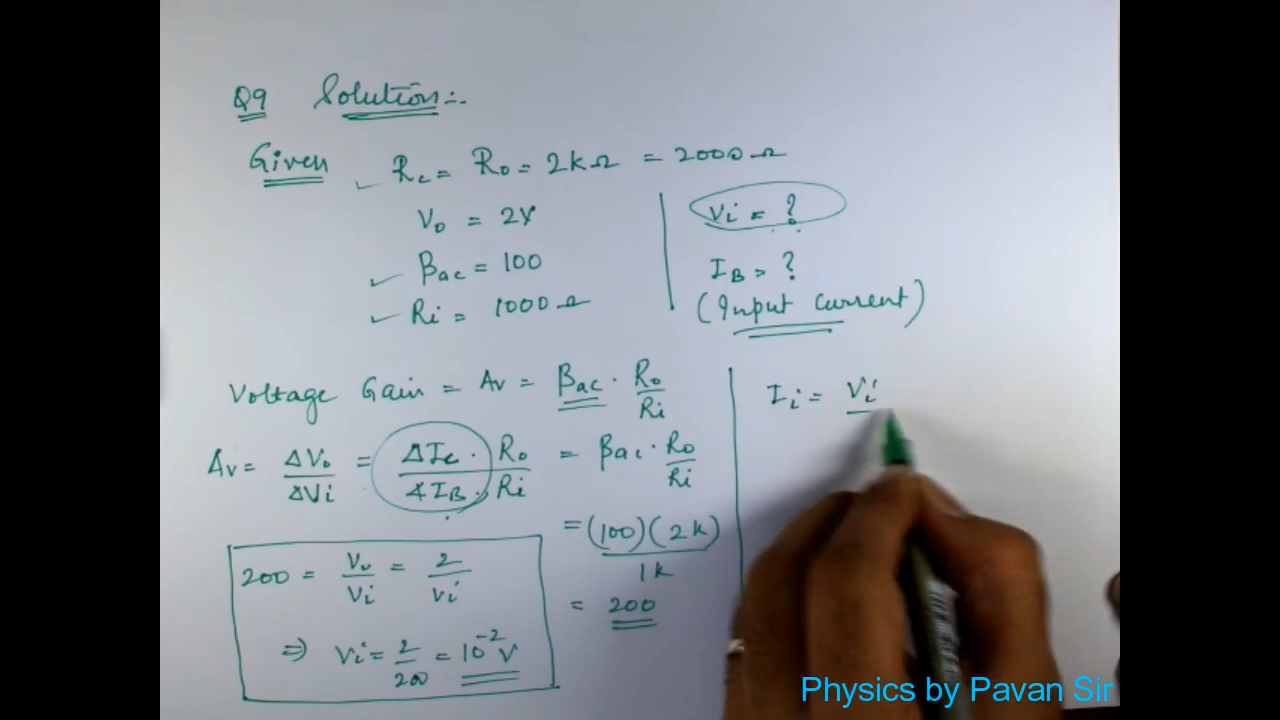 Q9 Solution:-
Given Rc = Ro = 2kΩ = 2000Ω
Vo = 2V
βac = 100
Ri = 1000Ω
Vi = ?
IB = ?
(Input Current)
Voltage Gain = Av = βac · Ro/Ri
Av = ΔVo/ΔVi = ΔIc · Ro/ΔIB · Ri = βac · Ro/Ri
= (100)(2k)/1k
= 200
200 = Vo/Vi = 2/Vi
⇒ Vi = 2/200 = 10⁻² V
Ii = Vi
Physics by Pavan Sir